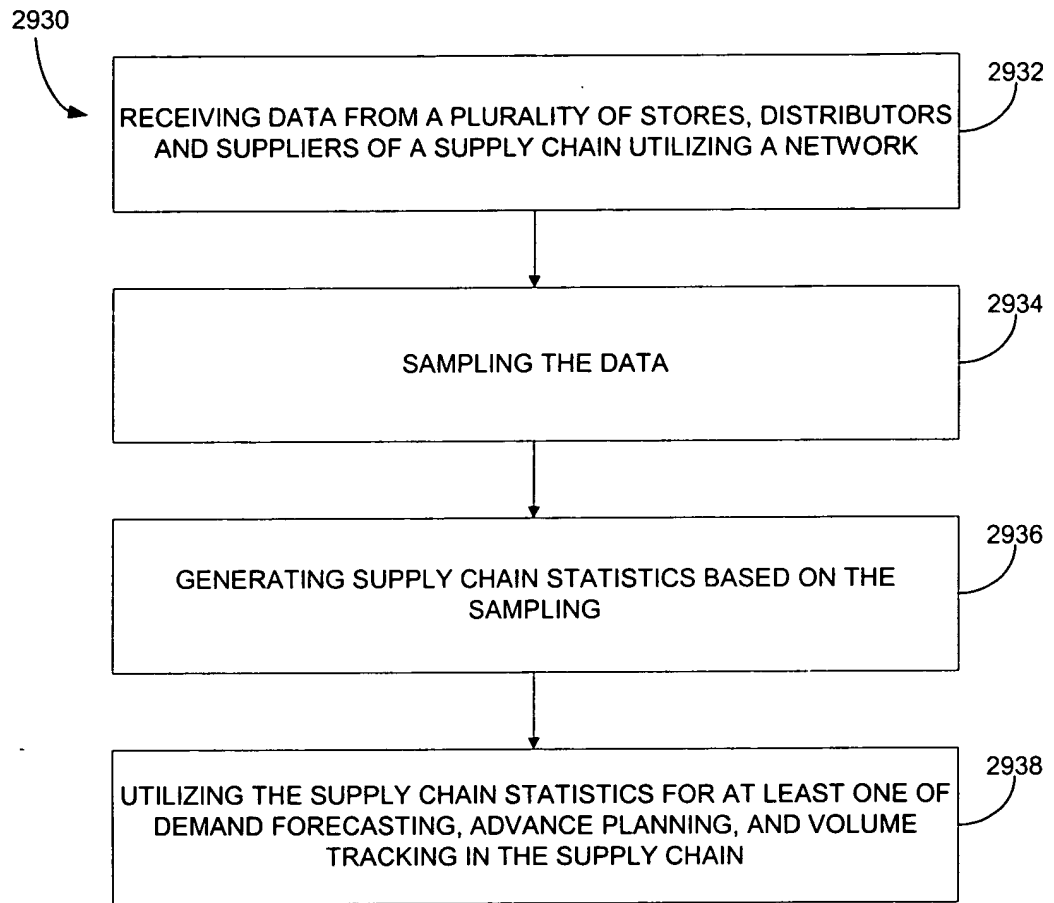 2930
2932
RECEIVING DATA FROM A PLURALITY OF STORES, DISTRIBUTORS
AND SUPPLIERS OF A SUPPLY CHAIN UTILIZING A NETWORK
2934
SAMPLING THE DATA
2936
GENERATING SUPPLY CHAIN STATISTICS BASED ON THE
SAMPLING
2938
UTILIZING THE SUPPLY CHAIN STATISTICS FOR AT LEAST ONE OF
DEMAND FORECASTING, ADVANCE PLANNING, AND VOLUME
TRACKING IN THE SUPPLY CHAIN